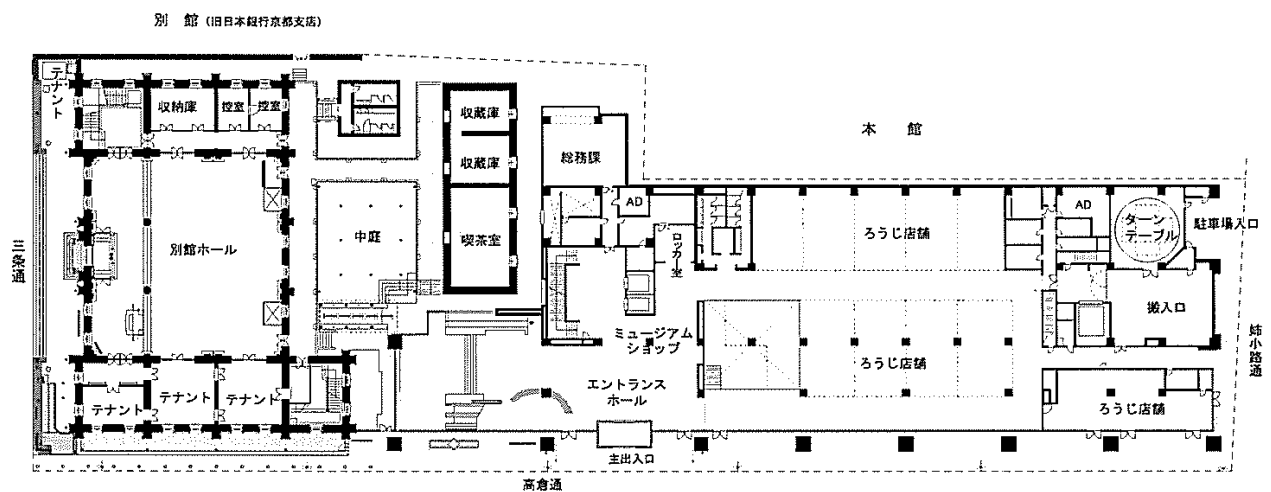 別 館(旧日本銀行京都支店)
本 館
テナント
収納庫
控室
控室
収蔵庫
収蔵庫
喫茶室
総務課
AD
ロッカー室
ろうじ店舗
AD
ターン
テーブル
駐車場入口
三条通
別館ホール
中庭
搬入口
姉小路通
ミュージアム
ショップ
ろうじ店舗
エントランス
ホール
テナント
テナント
テナント
ろうじ店舗
主出入口
高倉通